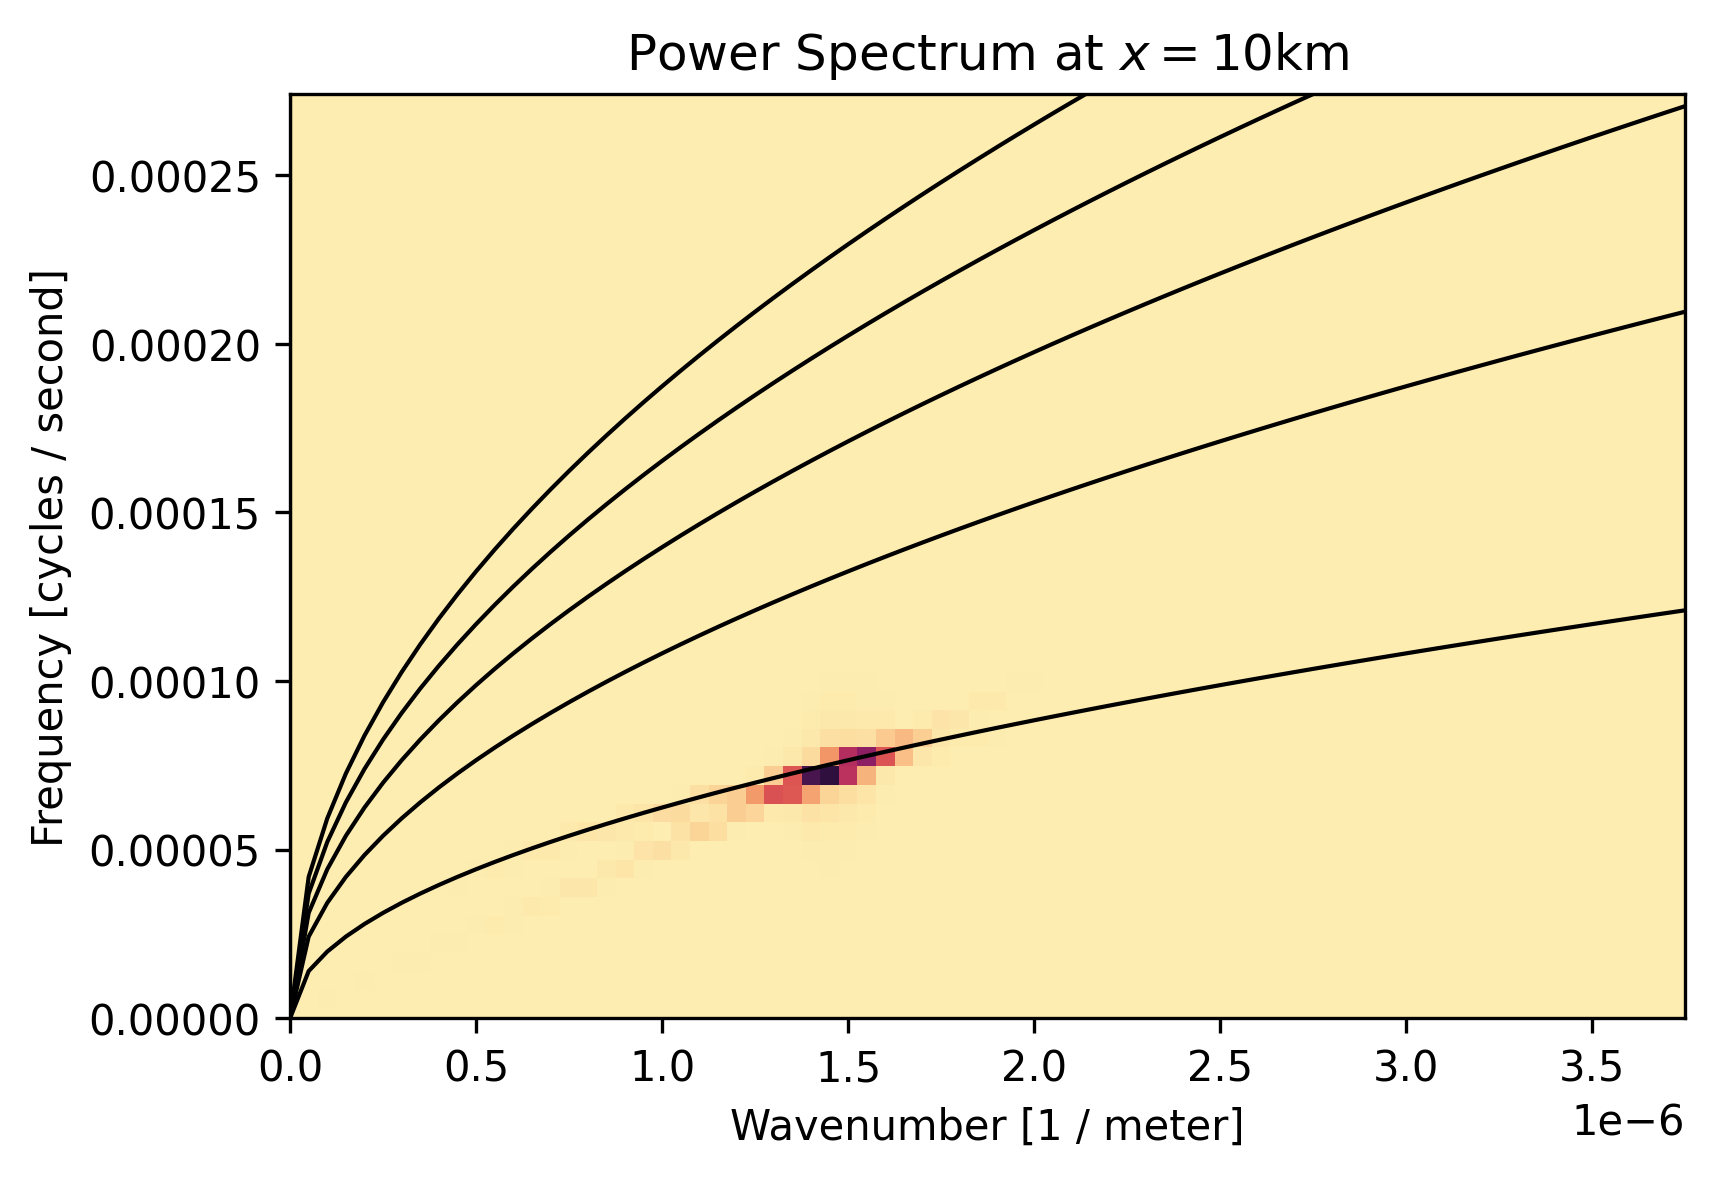 Power Spectrum at x = 10km
Frequency [cycles / second]
0.00025
0.00020
0.00015
0.00010
0.00005
0.00000
0.0 0.5 1.0 1.5 2.0 2.5 3.0 3.5
1e−6
Wavenumber [1 / meter]